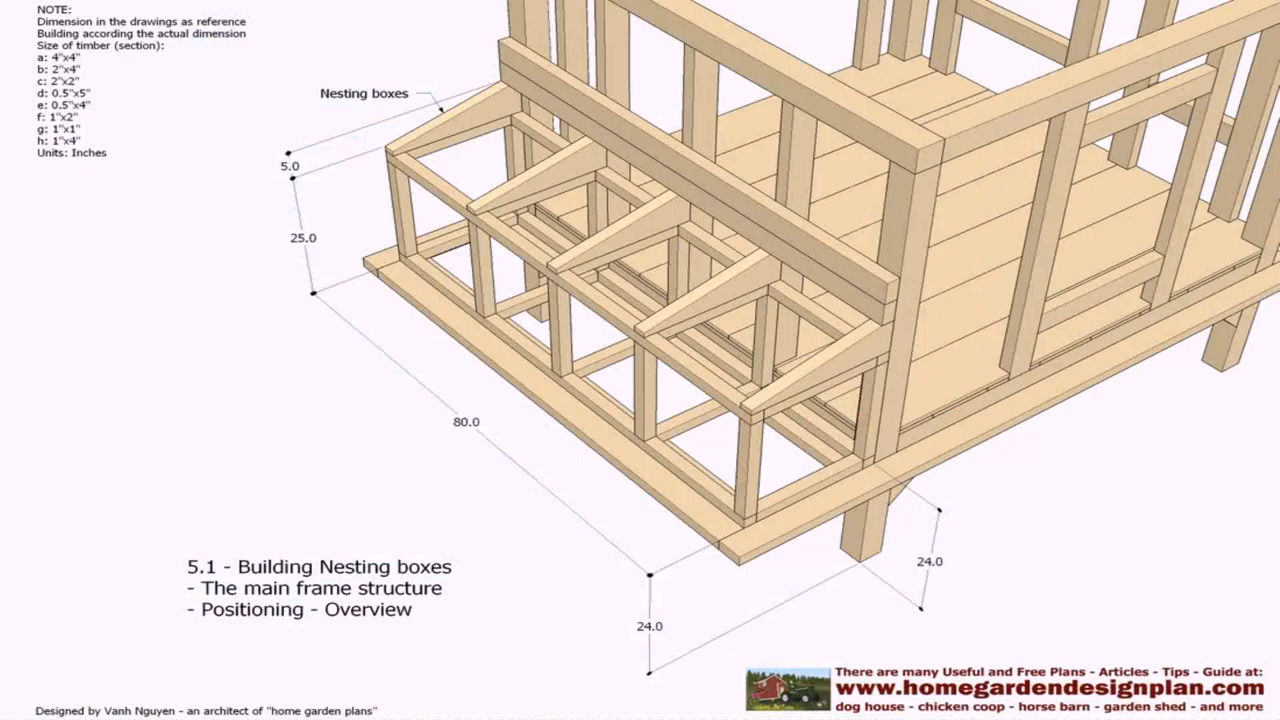 NOTE:
Dimension in the drawings as reference
Building according the actual dimension
Size of timber (section):
a: 4"x4"
b: 2"x4"
c: 2"x2"
d: 0.5"x5"
e: 0.5"x4"
f: 1"x2"
g: 1"x1"
h: 1"x4"
Units: Inches
Nesting boxes
5.0
25.0
80.0
24.0
24.0
5.1 - Building Nesting boxes
- The main frame structure
- Positioning - Overview
There are many Useful and Free Plans - Articles - Tips - Guide at:
www.homegardendesignplan.com
dog house - chicken coop - horse barn - garden shed - and more
Designed by Vanh Nguyen - an architect of "home garden plans"